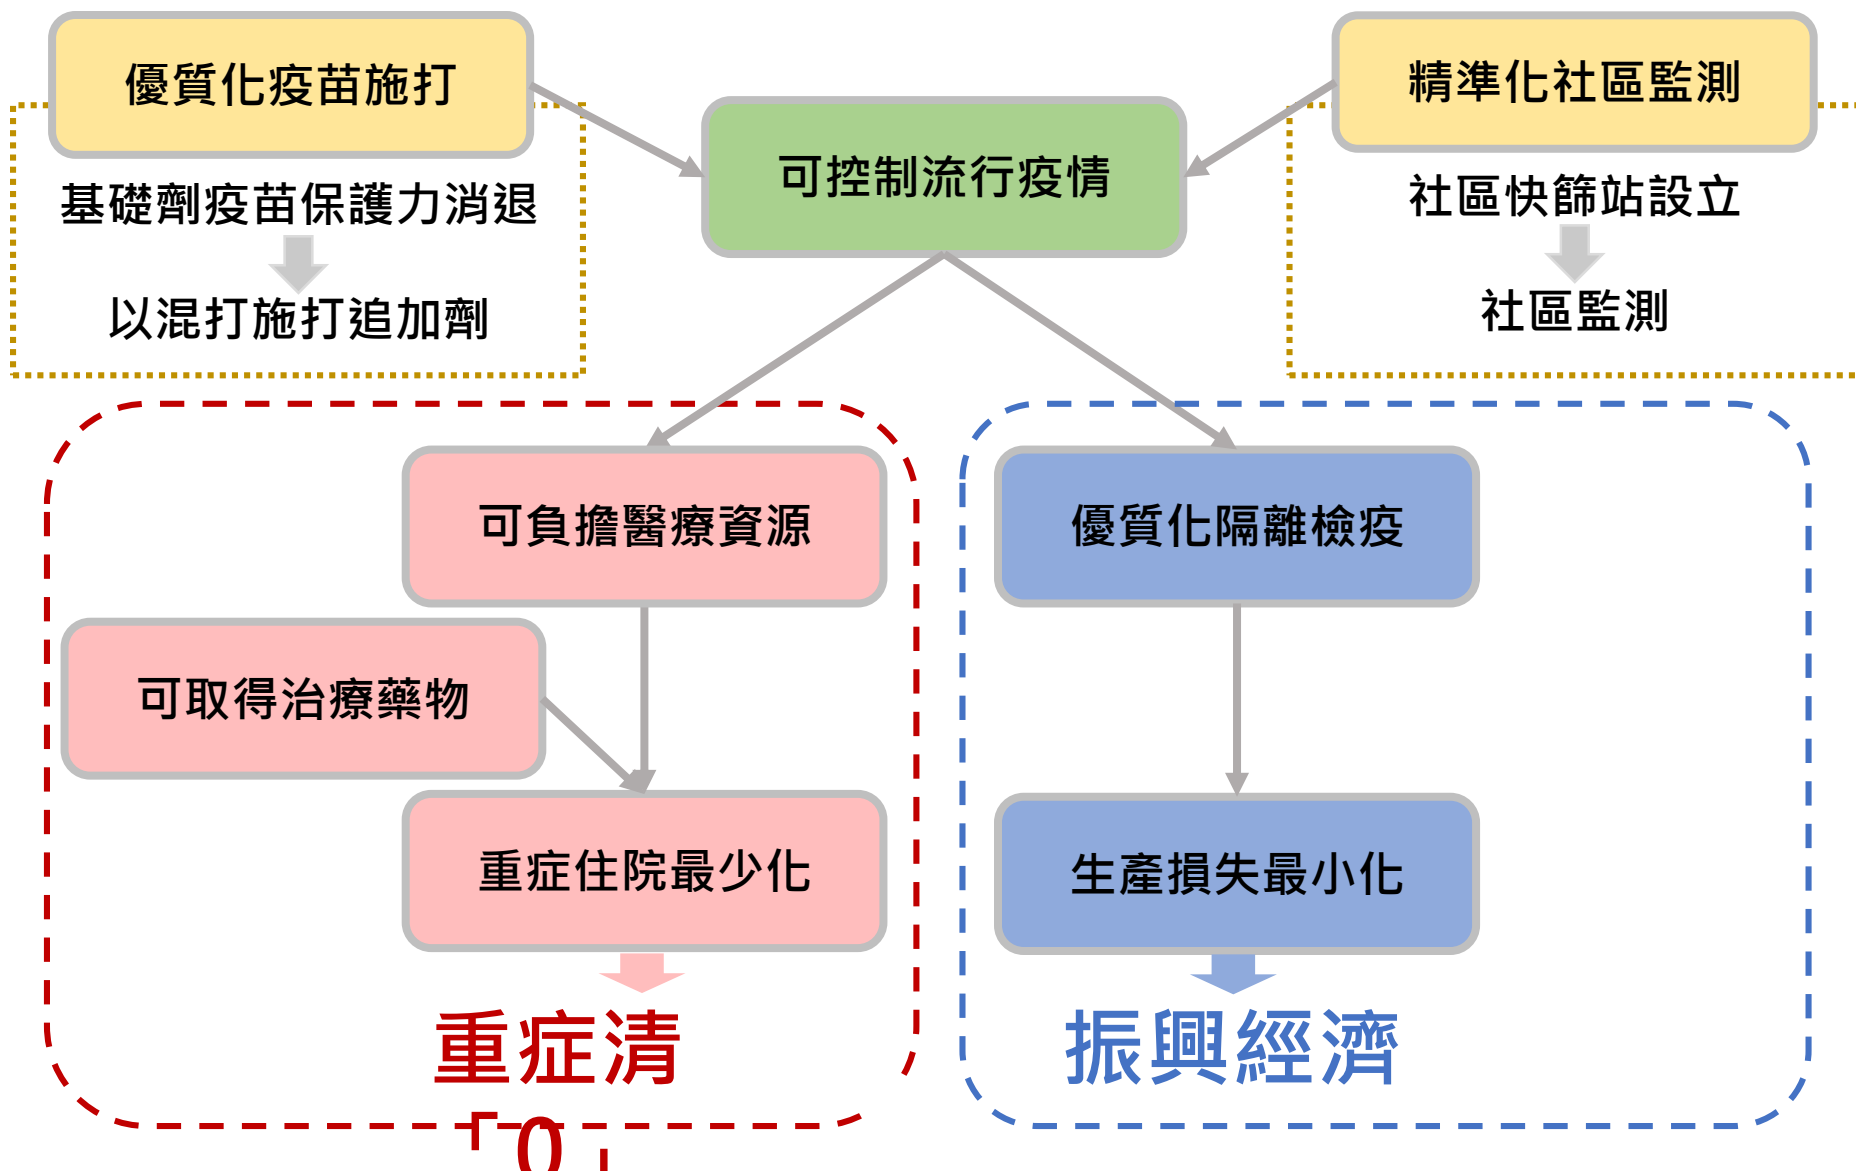 優質化疫苗施打
基礎劑疫苗保護力消退
以混打施打追加劑
可控制流行疫情
精準化社區監測
社區快篩站設立
社區監測
可負擔醫療資源
可取得治療藥物
重症住院最少化
重症清
「0」
優質化隔離檢疫
生產損失最小化
振興經濟